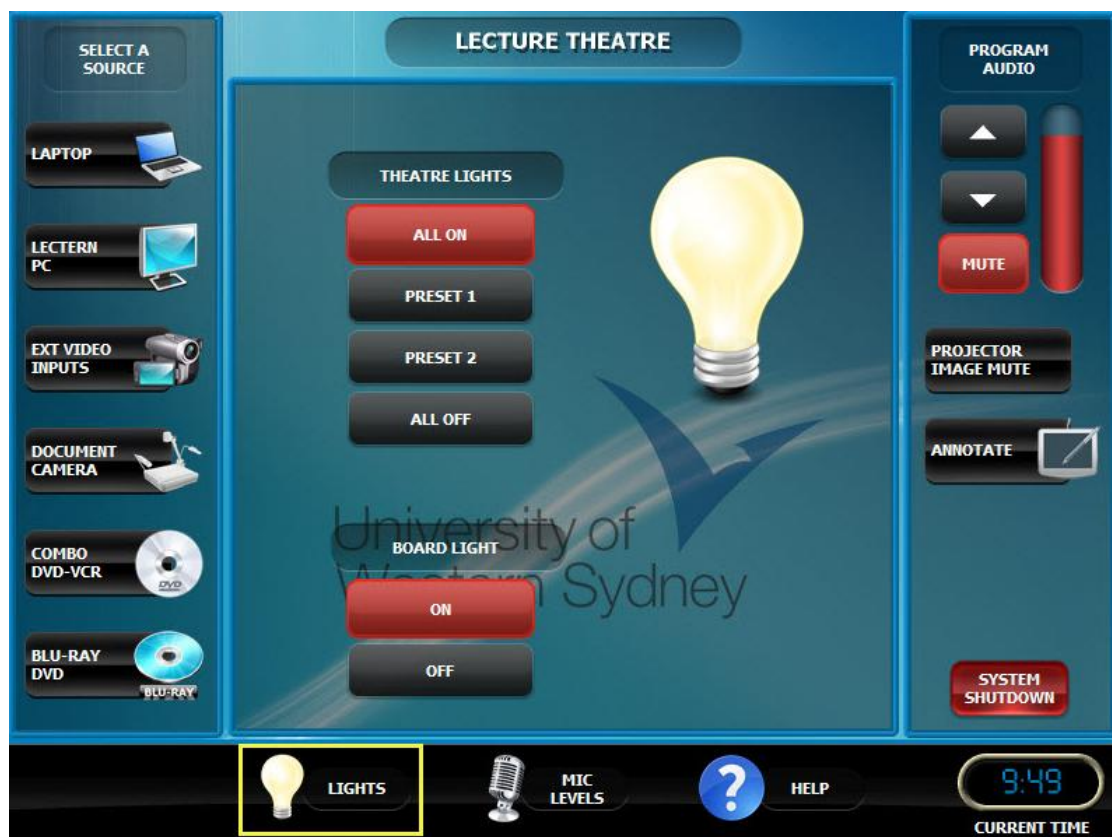 SELECT A
SOURCE
LAPTOP
LECTERN
PC
EXT VIDEO
INPUTS
DOCUMENT
CAMERA
COMBO
DVD-VCR
DVD
BLU-RAY
DVD
BLU-RAY
LECTURE THEATRE
THEATRE LIGHTS
ALL ON
PRESET 1
PRESET 2
ALL OFF
University of
Western Sydney
BOARD LIGHT
ON
OFF
PROGRAM
AUDIO
MUTE
PROJECTOR
IMAGE MUTE
ANNOTATE
SYSTEM
SHUTDOWN
LIGHTS
MIC
LEVELS
?
HELP
9:49
CURRENT TIME